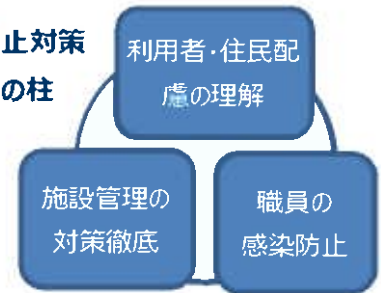 止対策
の柱
利用者・住民配
慮の理解
施設管理の
対策徹底
職員の
感染防止